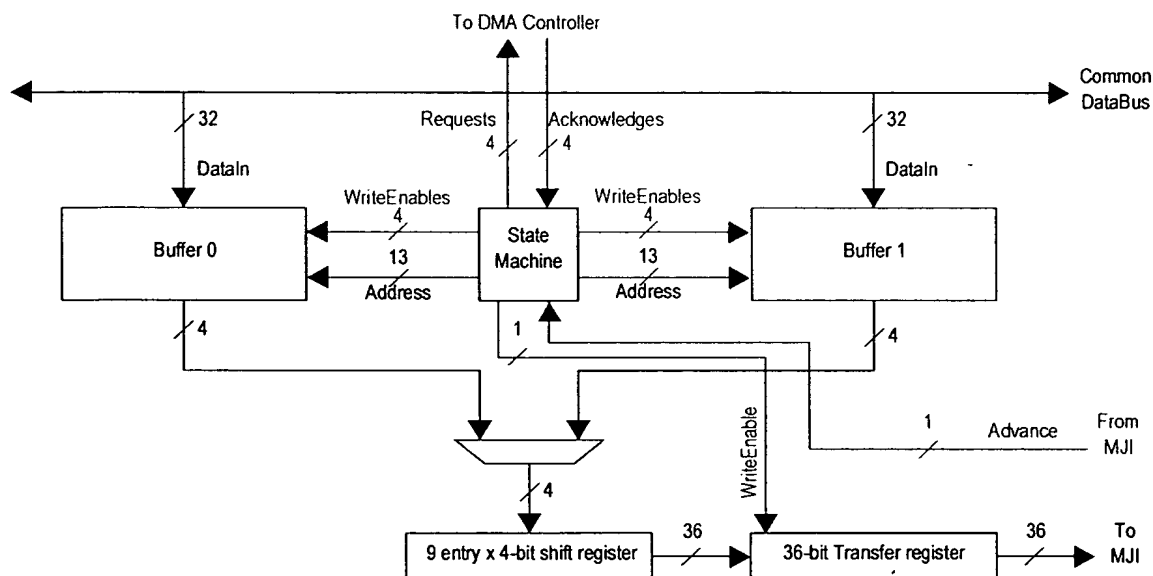 To DMA Controller
Common
DataBus
32
Requests
4
Acknowledges
4
32
DataIn
DataIn
WriteEnables
4
WriteEnables
4
Buffer 0
State
Machine
Buffer 1
13
Address
13
Address
4
1
4
WriteEnable
1
Advance
From
MJI
4
9 entry x 4-bit shift register
36
36-bit Transfer register
36
To
MJI